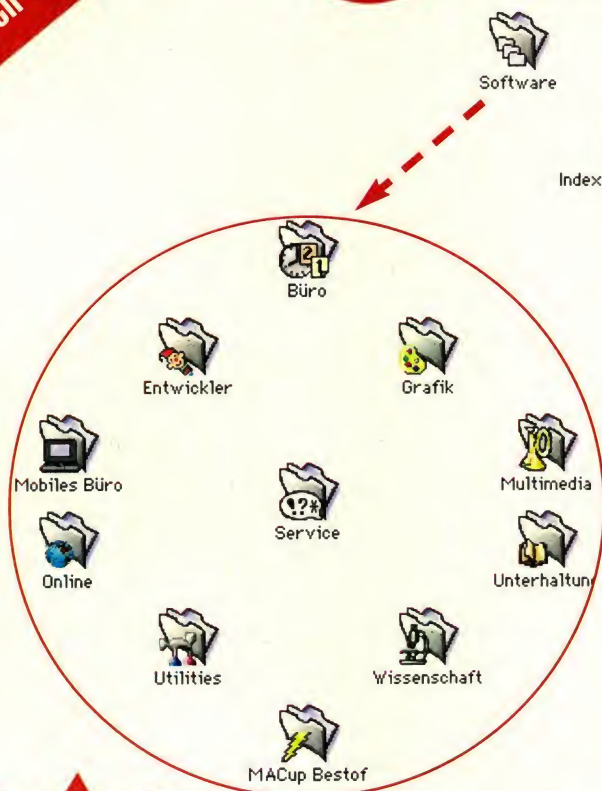 Software
Index
Büro
Entwickler
Grafik
Mobiles Büro
Multimedia
Service
Online
Unterhaltun
Utilities
Wissenschaft
MACup Bestof